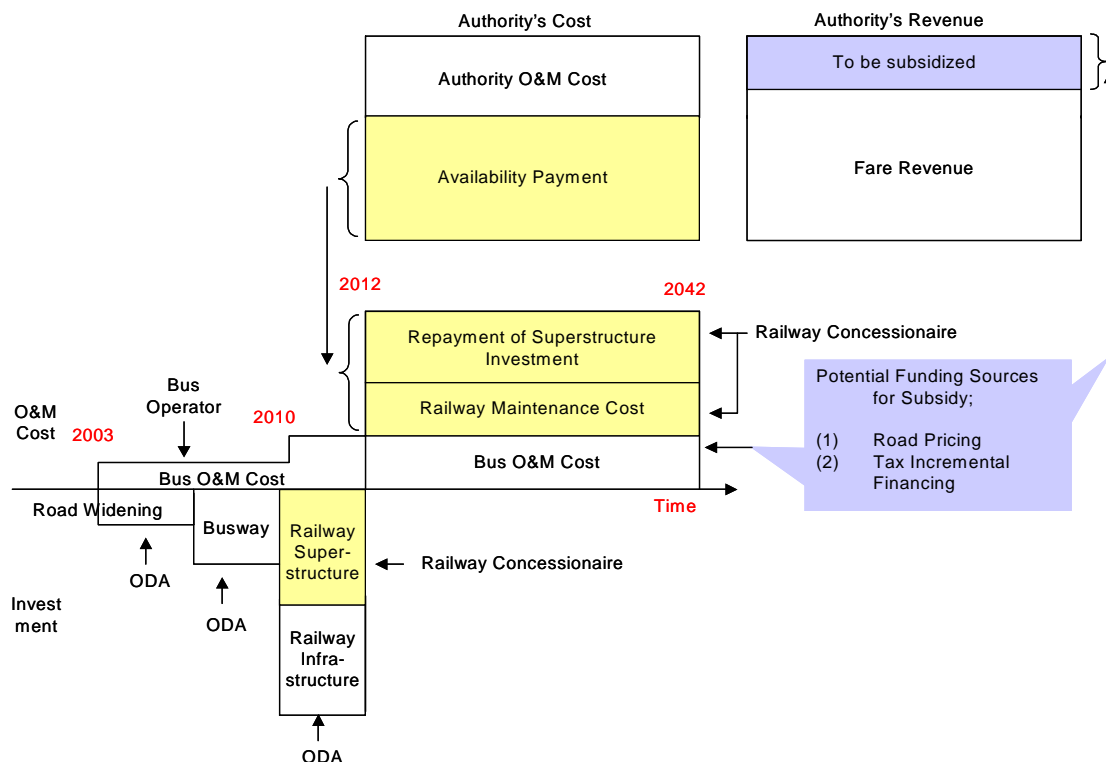 Authority's Cost
Authority's Revenue
Authority O&M Cost
To be subsidized
Availability Payment
Fare Revenue
2012
2042
Repayment of Superstructure
Investment
Railway Concessionaire
Railway Maintenance Cost
Potential Funding Sources
for Subsidy;
(1) Road Pricing
(2) Tax Incremental
Financing
Bus
Operator
O&M
Cost
2003
2010
Bus O&M Cost
Bus O&M Cost
Time
Road Widening
Busway
Railway
Super-
structure
Railway Concessionaire
ODA
ODA
Invest
ment
Railway
Infra-
structure
ODA